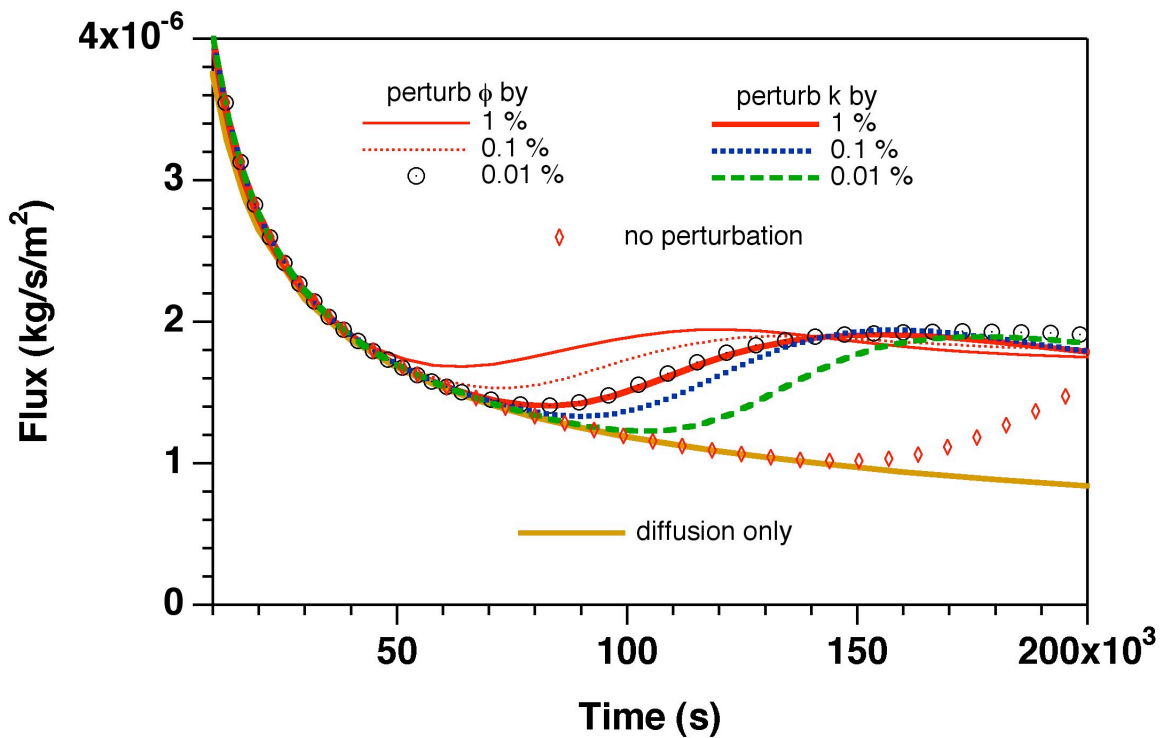 4x10⁻⁶
3
2
1
0
Flux (kg/s/m²)
perturb ϕ by
1 %
0.1 %
0.01 %
perturb k by
1 %
0.1 %
0.01 %
no perturbation
diffusion only
50
100
150
200x10³
Time (s)